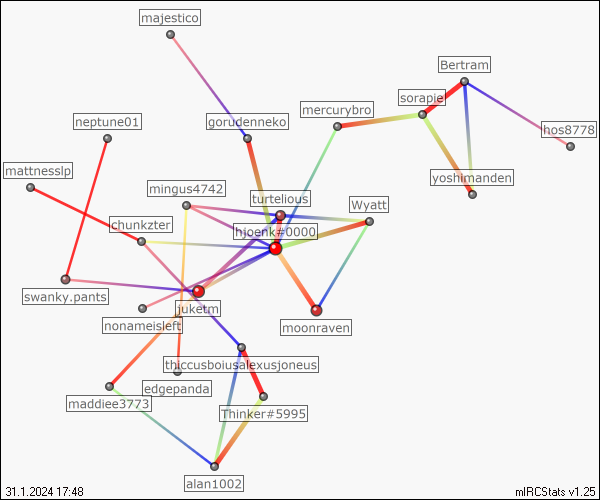 majestico
Bertram
sorapie
mercurybro
neptune01
gorudenneko
hos8778
mattnesslp
yoshimanden
mingus4742
turtelious
Wyatt
chunkzter
hjoenk#0000
swanky.pants
juketm
nonameisleft
moonraven
thiccusboiusalexusjoneus
edgepanda
maddiee3773
Thinker#5995
alan1002
31.1.2024 17:48
mIRCStats v1.25